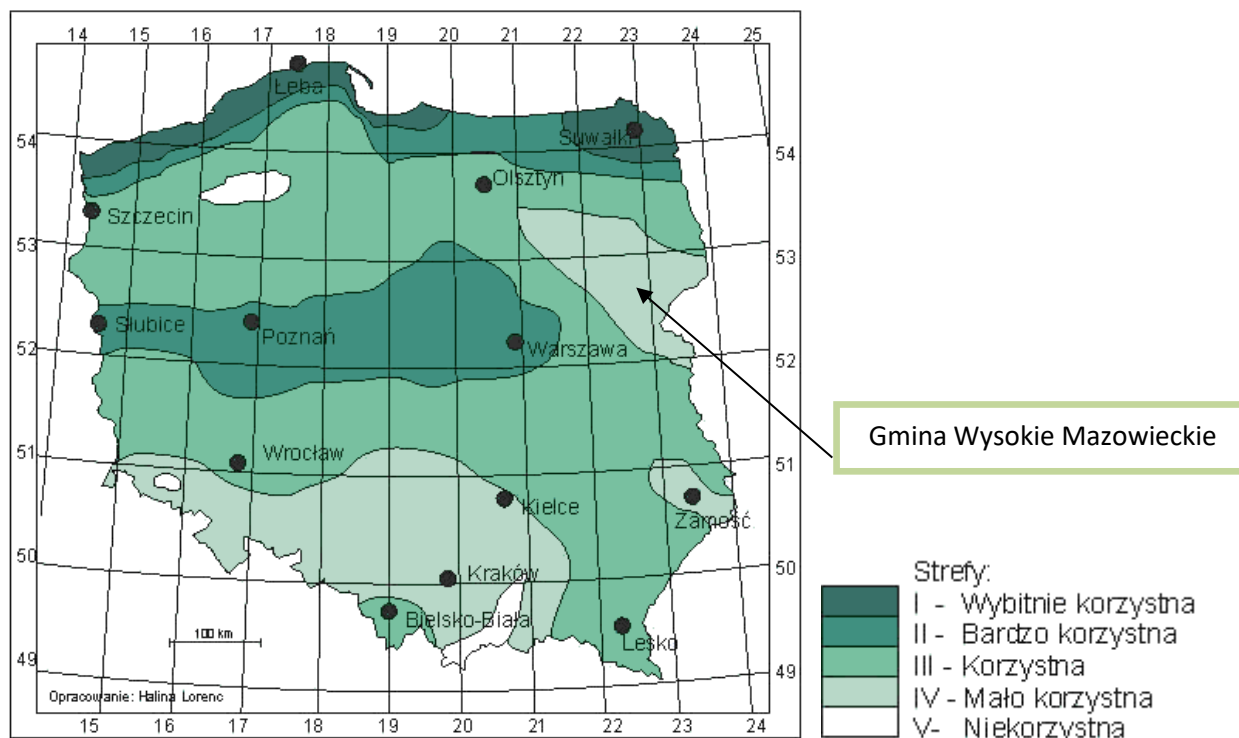 14 15 16 17 18 19 20 21 22 23 24 25
Łeba
54
Suwałki
54
Olsztyn
Szczecin
53
53
Słubice
Poznań
Warszawa
52
52
Gmina Wysokie Mazowieckie
51
Wrocław
51
Kielce
Zamość
50
Kraków
50
Bielsko-Biała
Lesko
100 km
49
49
Opracowanie: Halina Lorenc
15 16 17 18 19 20 21 22 23 24
Strefy:
I - Wybitnie korzystna
II - Bardzo korzystna
III - Korzystna
IV - Mało korzystna
V- Niekorzystna